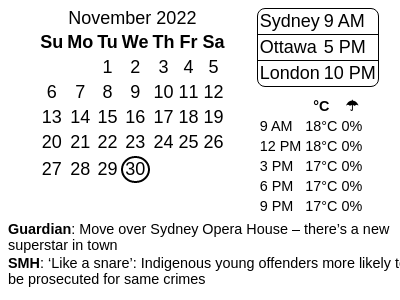 November 2022
Su Mo Tu We Th Fr Sa
1 2 3 4 5
6 7 8 9 10 11 12
13 14 15 16 17 18 19
20 21 22 23 24 25 26
27 28 29 30
Sydney 9 AM
Ottawa 5 PM
London 10 PM
°C ☂
9 AM 18°C 0%
12 PM 18°C 0%
3 PM 17°C 0%
6 PM 17°C 0%
9 PM 17°C 0%
Guardian: Move over Sydney Opera House – there’s a new
superstar in town
SMH: ‘Like a snare’: Indigenous young offenders more likely t
be prosecuted for same crimes